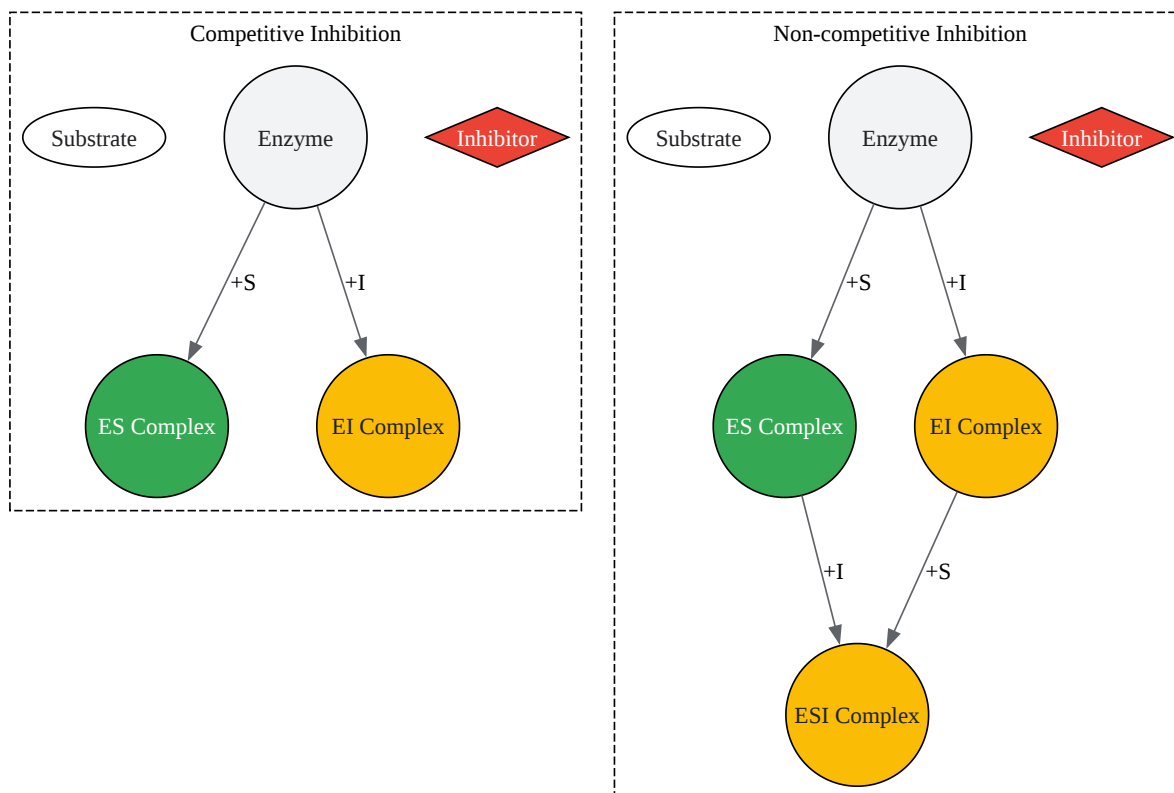 Competitive Inhibition
Substrate
Enzyme
Inhibitor
+S
+I
ES Complex
EI Complex
Non-competitive Inhibition
Substrate
Enzyme
Inhibitor
+S
+I
ES Complex
EI Complex
+I
+S
ESI Complex